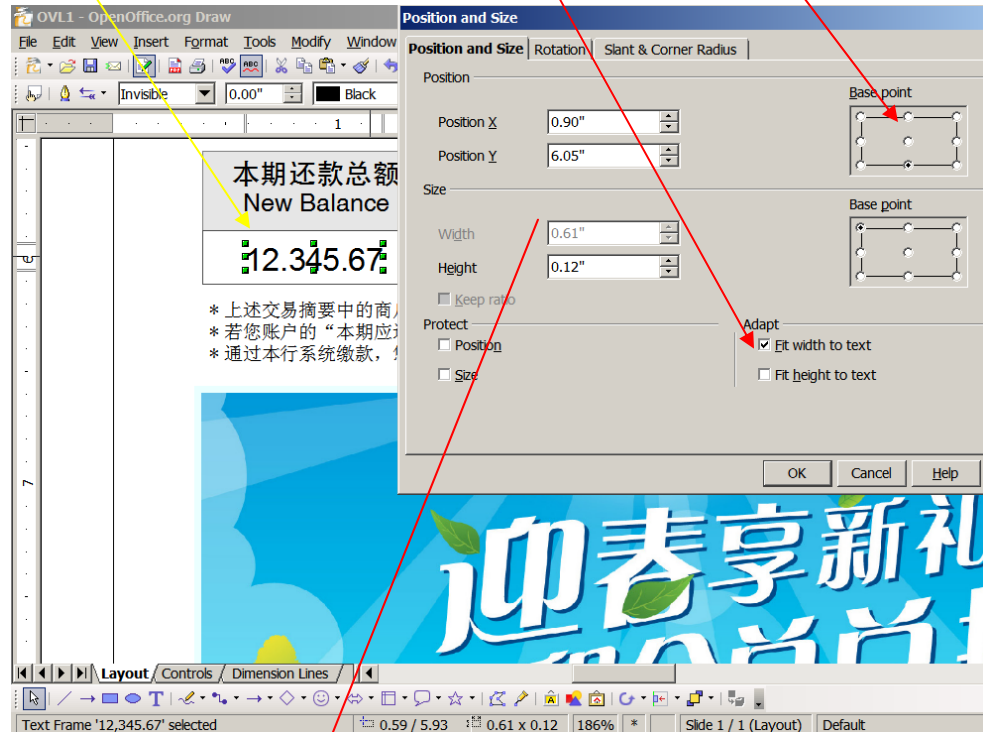 OVL1 - OpenOffice.org Draw
File Edit View Insert Format Tools Modify Window
Invisible 0.00" Black
1
本期还款总额
New Balance
12.345.67
*上述交易摘要中的商
*若您账户的“本期应
*通过本行系统缴款，
6
7
迎春享新礼
Position and Size
Position and Size Rotation Slant & Corner Radius
Position
Base point
Position X 0.90"
Position Y 6.05"
Size
Base point
Width 0.61"
Height 0.12"
Keep ratio
Protect
Adapt
Position
Fit width to text
Size
Fit height to text
OK Cancel Help
Layout Controls Dimension Lines
Text Frame '12,345.67' selected 0.59 / 5.93 0.61 x 0.12 186% * Slide 1 / 1 (Layout) Default